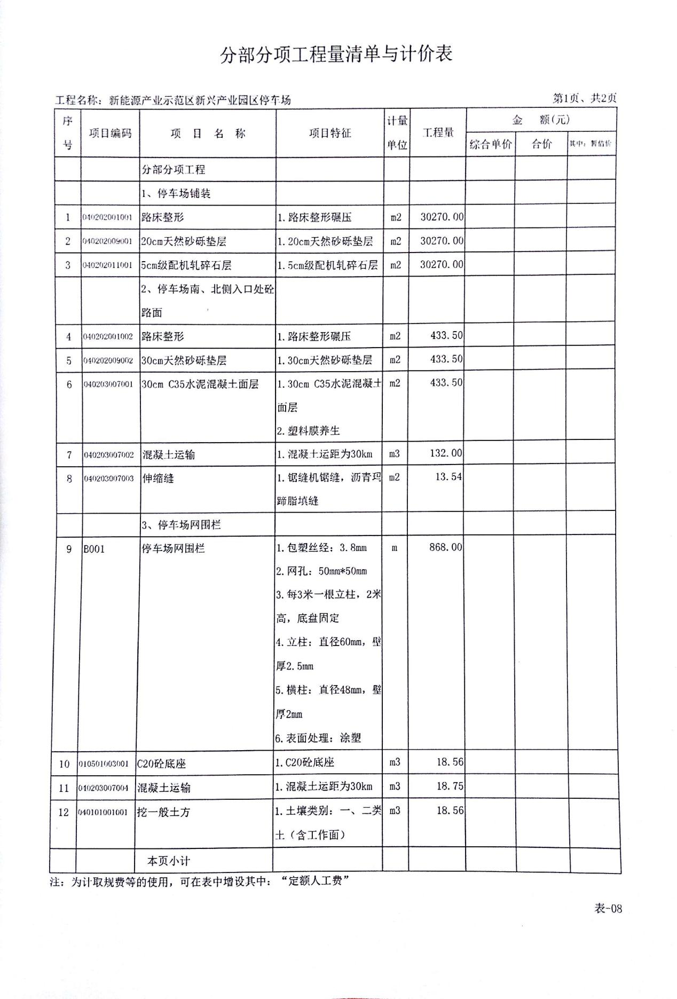 分部分项工程量清单与计价表
工程名称：新能源产业示范区新兴产业园区停车场 第1页、共2页
序号 项目编码 项 目 名 称 项目特征 计量单位 工程量 金 额(元)
综合单价 合价 其中：暂估价
分部分项工程
1、停车场铺装
1 040202001001 路床整形 1.路床整形碾压 m2 30270.00
2 040202009001 20cm天然砂砾垫层 1.20cm天然砂砾垫层 m2 30270.00
3 040202011001 5cm级配机轧碎石层 1.5cm级配机轧碎石层 m2 30270.00
2、停车场南、北侧入口处砼
路面
4 040202001002 路床整形 1.路床整形碾压 m2 433.50
5 040202009002 30cm天然砂砾垫层 1.30cm天然砂砾垫层 m2 433.50
6 040203007001 30cm C35水泥混凝土面层 1.30cm C35水泥混凝土 m2 433.50
面层
2.塑料膜养生
7 040203007002 混凝土运输 1.混凝土运距为30km m3 132.00
8 040203007003 伸缩缝 1.锯缝机锯缝，沥青玛 m2 13.54
蹄脂填缝
3、停车场网围栏
9 B001 停车场网围栏 1.包塑丝经：3.8mm m 868.00
2.网孔：50mm*50mm
3.每3米一根立柱，2米
高，底盘固定
4.立柱：直径60mm，壁
厚2.5mm
5.横柱：直径48mm，壁
厚2mm
6.表面处理：涂塑
10 010501003001 C20砼底座 1.C20砼底座 m3 18.56
11 040203007004 混凝土运输 1.混凝土运距为30km m3 18.75
12 040101001001 挖一般土方 1.土壤类别：一、二类 m3 18.56
土（含工作面）
本页小计
注：为计取规费等的使用，可在表中增设其中：“定额人工费”
表-08